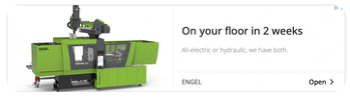 On your floor in 2 weeks
All-electric or hydraulic, we have both.
ENGEL
Open >